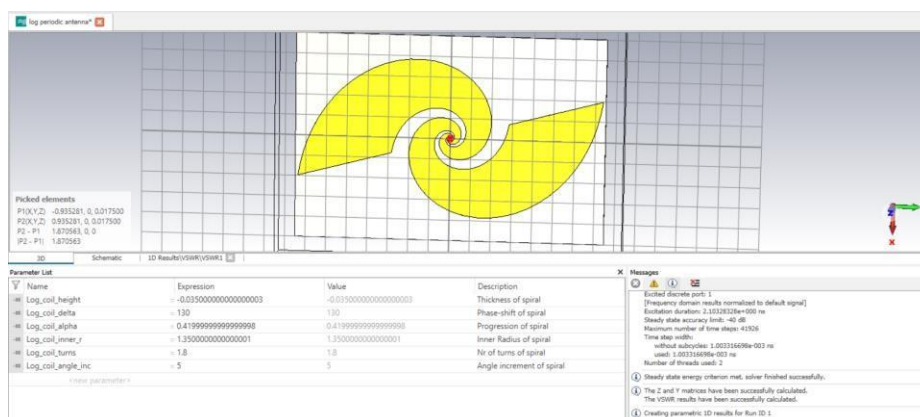 log periodic antenna*
Picked elements
P1(X,Y,Z) -0.935281, 0, 0.017500
P2(X,Y,Z) 0.935281, 0, 0.017500
P2 - P1 1.870563, 0, 0
|P2 - P1| 1.870563
Z
X
3D Schematic 1D Results\VSWR\VSWR1
Parameter List
Name Expression Value Description
Log_coil_height = -0.035000000000000003 -0.035000000000000003 Thickness of spiral
Log_coil_delta = 130 130 Phase-shift of spiral
Log_coil_alpha = 0.41999999999999998 0.41999999999999998 Progression of spiral
Log_coil_inner_r = 1.3500000000000001 1.3500000000000001 Inner Radius of spiral
Log_coil_turns = 1.8 1.8 Nr of turns of spiral
Log_coil_angle_inc = 5 5 Angle increment of spiral
<new parameter>
Messages
Excited discrete port: 1
[Frequency domain results normalized to default signal]
Excitation duration: 2.10328328e+000 ns
Steady state accuracy limit: -40 dB
Maximum number of time steps: 41926
Time step width:
without subcycles: 1.003316698e-003 ns
used: 1.003316698e-003 ns
Number of threads used: 2
Steady state energy criterion met, solver finished successfully.
The Z and Y matrices have been successfully calculated.
The VSWR results have been successfully calculated.
Creating parametric 1D results for Run ID 1